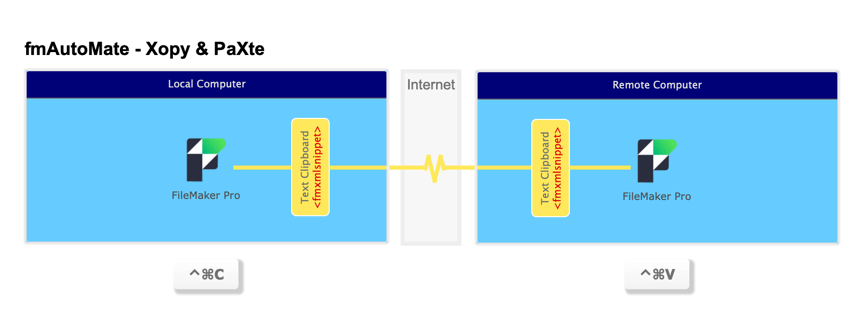 fmAutoMate - Xopy & PaXte
Local Computer
Internet
Remote Computer
Text Clipboard
<fmxmlsnippet>
Text Clipboard
<fmxmlsnippet>
FileMaker Pro
FileMaker Pro
^⌘C
^⌘V